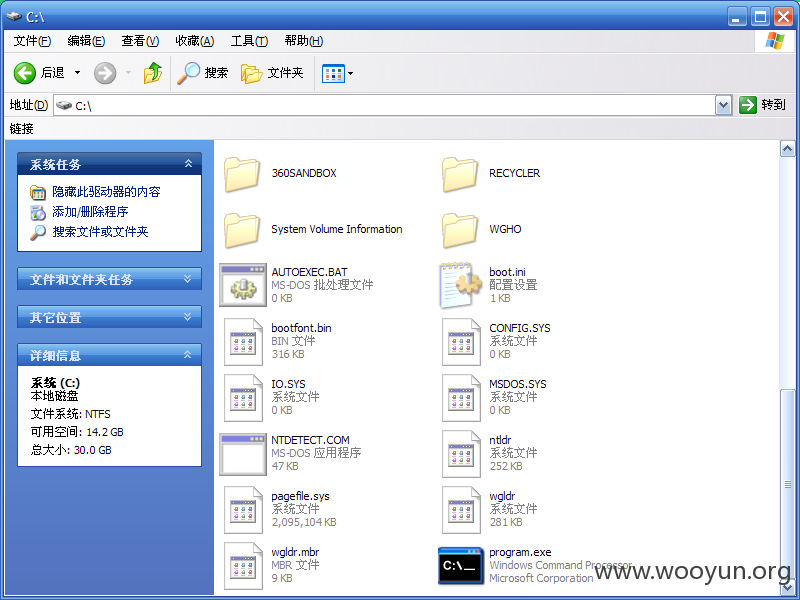 C:\
文件(F) 编辑(E) 查看(V) 收藏(A) 工具(T) 帮助(H)
后退 搜索 文件夹
地址(D) C:\ 转到
链接
系统任务
隐藏此驱动器的内容
添加/删除程序
搜索文件或文件夹
文件和文件夹任务
其它位置
详细信息
系统 (C:)
本地磁盘
文件系统: NTFS
可用空间: 14.2 GB
总大小: 30.0 GB
360SANDBOX
RECYCLER
System Volume Information
WGHO
AUTOEXEC.BAT
MS-DOS 批处理文件
0 KB
boot.ini
配置设置
1 KB
bootfont.bin
BIN 文件
316 KB
CONFIG.SYS
系统文件
0 KB
IO.SYS
系统文件
0 KB
MSDOS.SYS
系统文件
0 KB
NTDETECT.COM
MS-DOS 应用程序
47 KB
ntldr
系统文件
252 KB
pagefile.sys
系统文件
2,095,104 KB
wgldr
系统文件
281 KB
wgldr.mbr
MBR 文件
9 KB
C:\_
program.exe
Windows Command Processor
Microsoft Corporation
www.wooyun.org